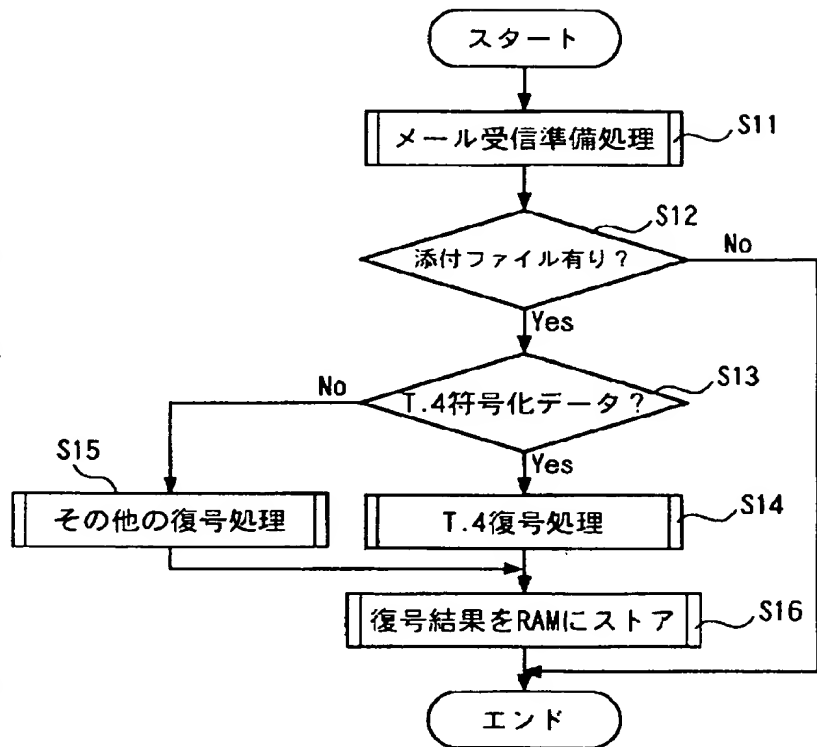 スタート
メール受信準備処理
S11
S12
添付ファイル有り?
No
Yes
S13
T.4符号化データ?
No
Yes
S15
その他の復号処理
T.4復号処理
S14
復号結果をRAMにストア
S16
エンド